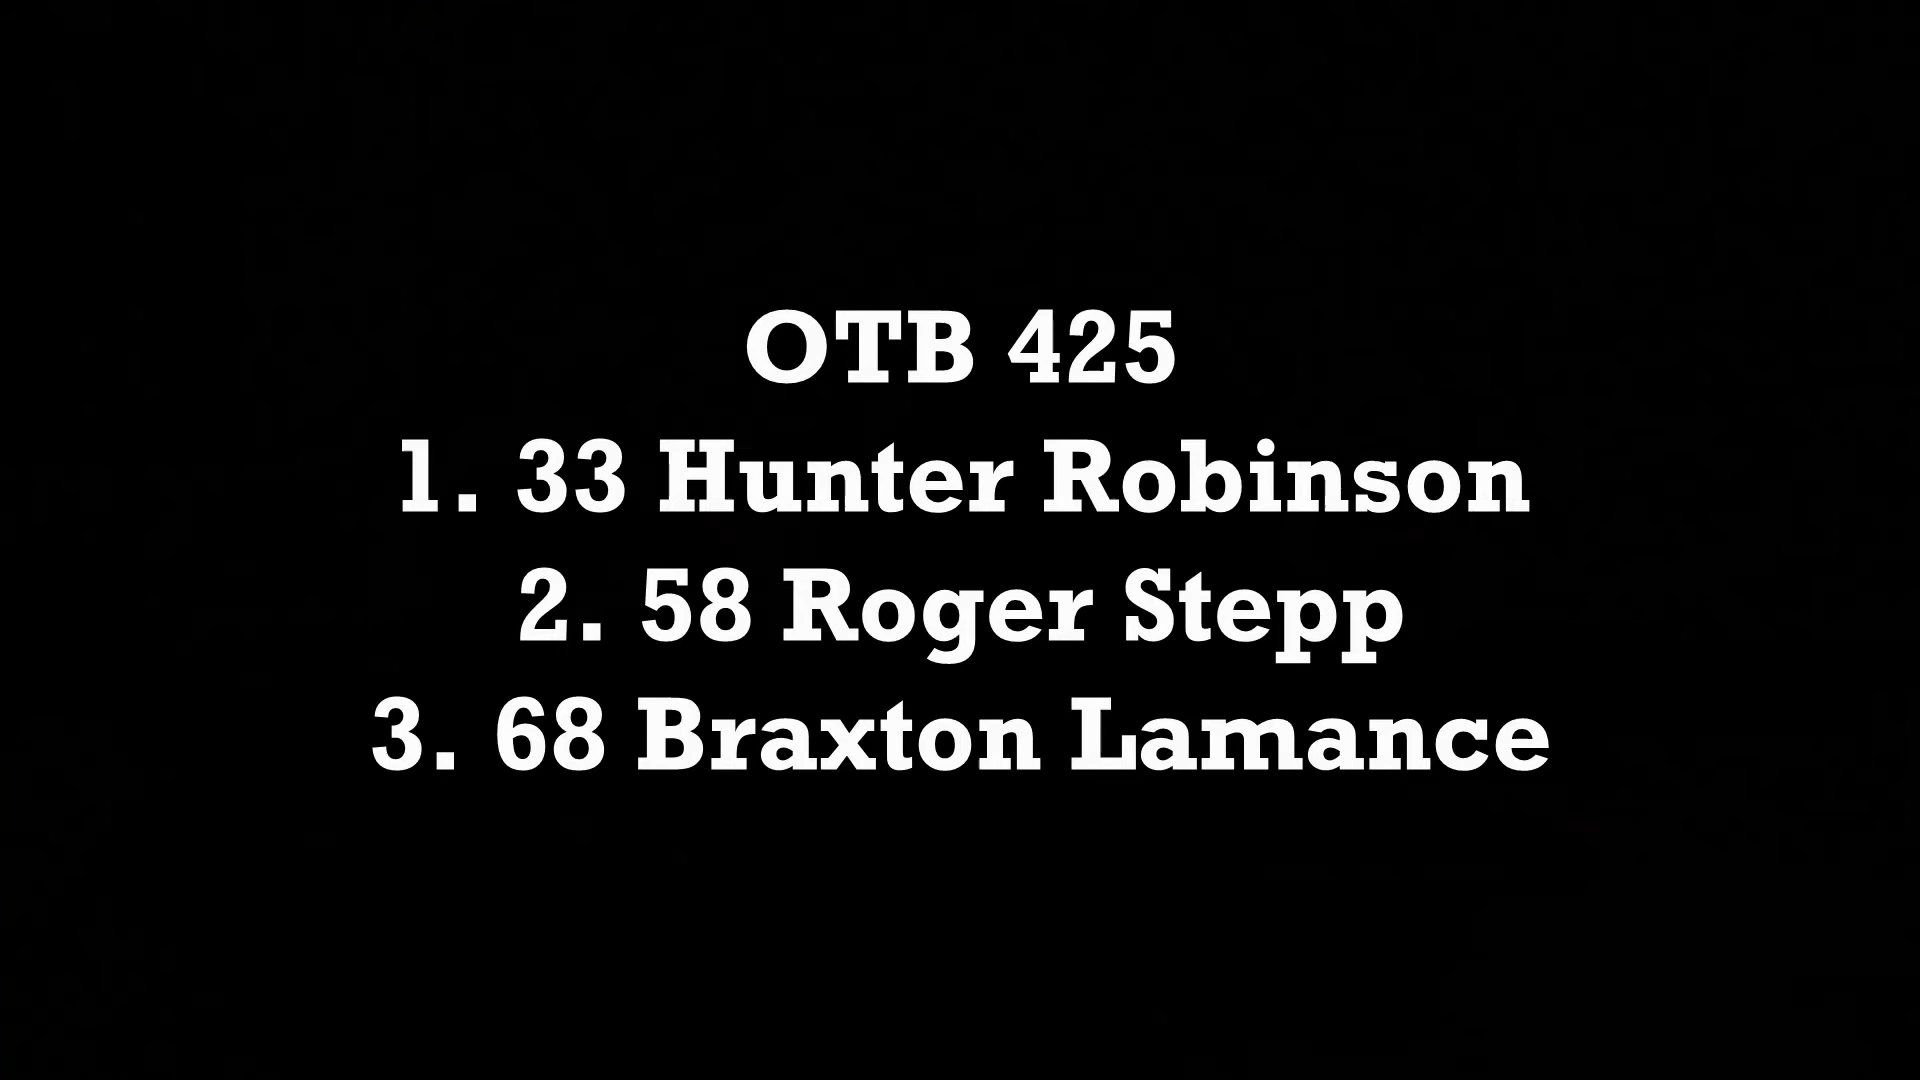 OTB 425
1. 33 Hunter Robinson
2. 58 Roger Stepp
3. 68 Braxton Lamance